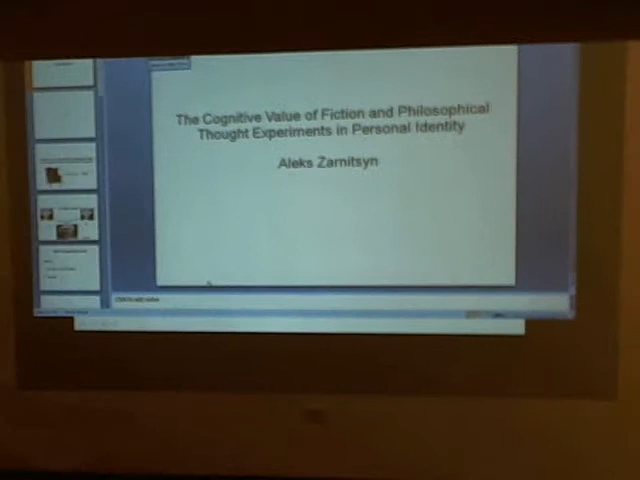 The Cognitive Value of Fiction and Philosophical
Thought Experiments in Personal Identity
Aleks Zarnitsyn